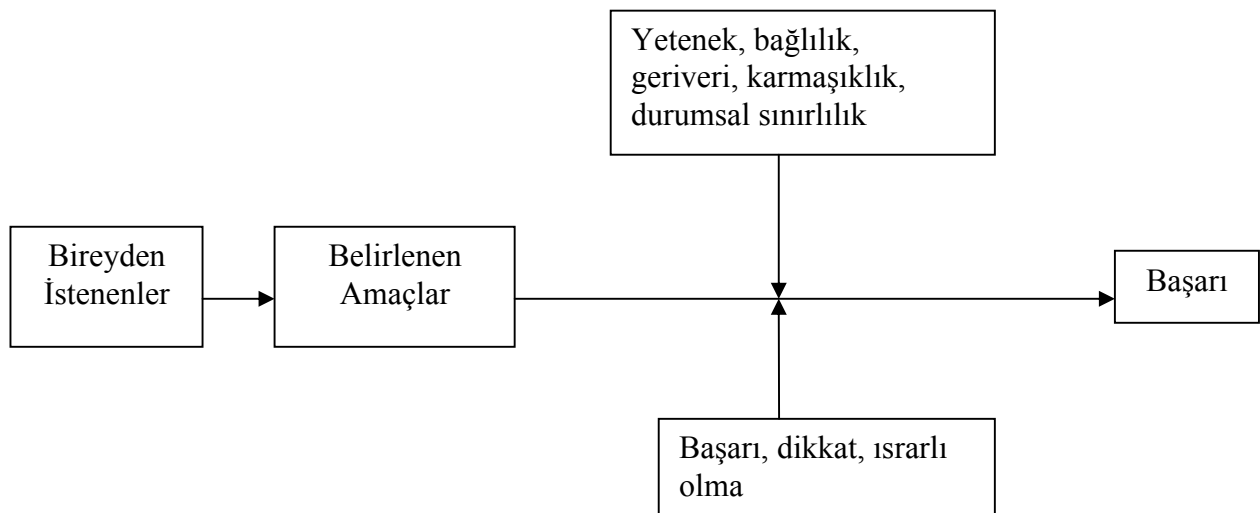 Yetenek, bağlılık,
geriveri, karmaşıklık,
durumsal sınırlılık
Bireyden
İstenenler
Belirlenen
Amaçlar
Başarı
Başarı, dikkat, ısrarlı
olma